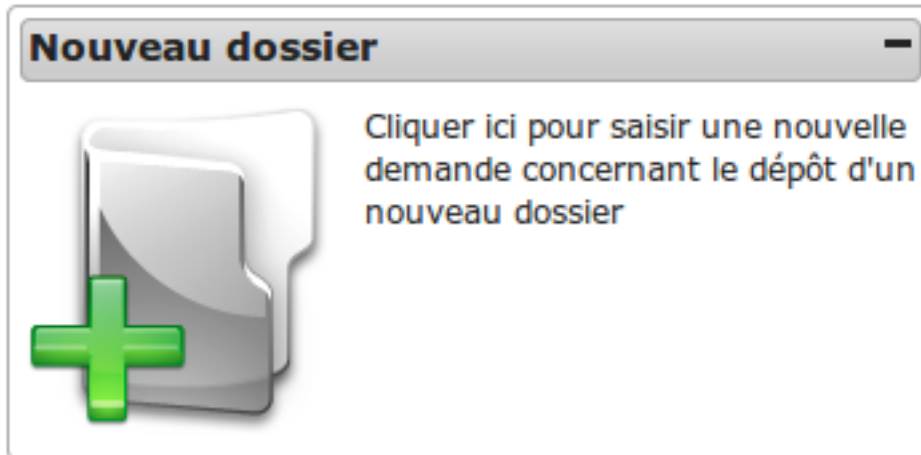 Nouveau dossier
Cliquer ici pour saisir une nouvelle
demande concernant le dépôt d'un
nouveau dossier